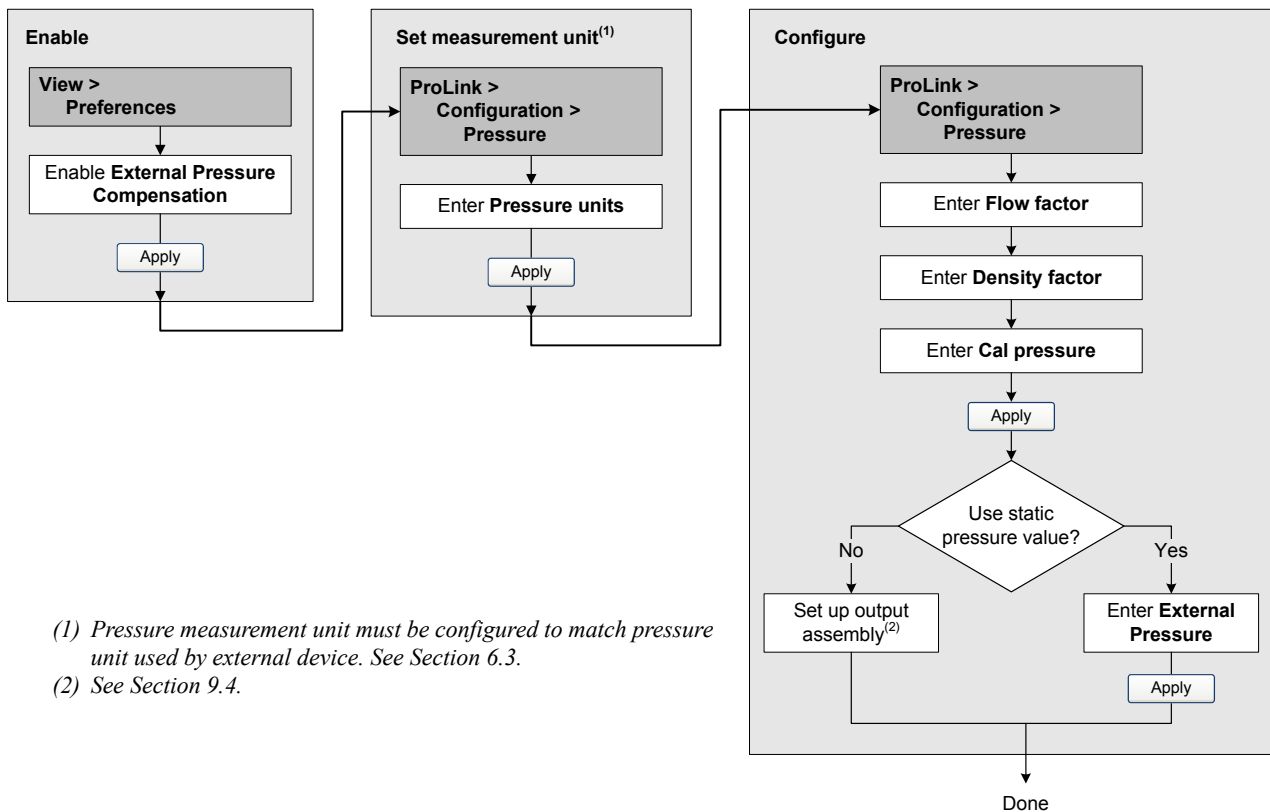 Enable
View >
Preferences
Enable External Pressure
Compensation
Apply
Set measurement unit(1)
ProLink >
Configuration >
Pressure
Enter Pressure units
Apply
Configure
ProLink >
Configuration >
Pressure
Enter Flow factor
Enter Density factor
Enter Cal pressure
Apply
Use static
pressure value?
No
Yes
Set up output
assembly(2)
Enter External
Pressure
Apply
Done
(1) Pressure measurement unit must be configured to match pressure
unit used by external device. See Section 6.3.
(2) See Section 9.4.